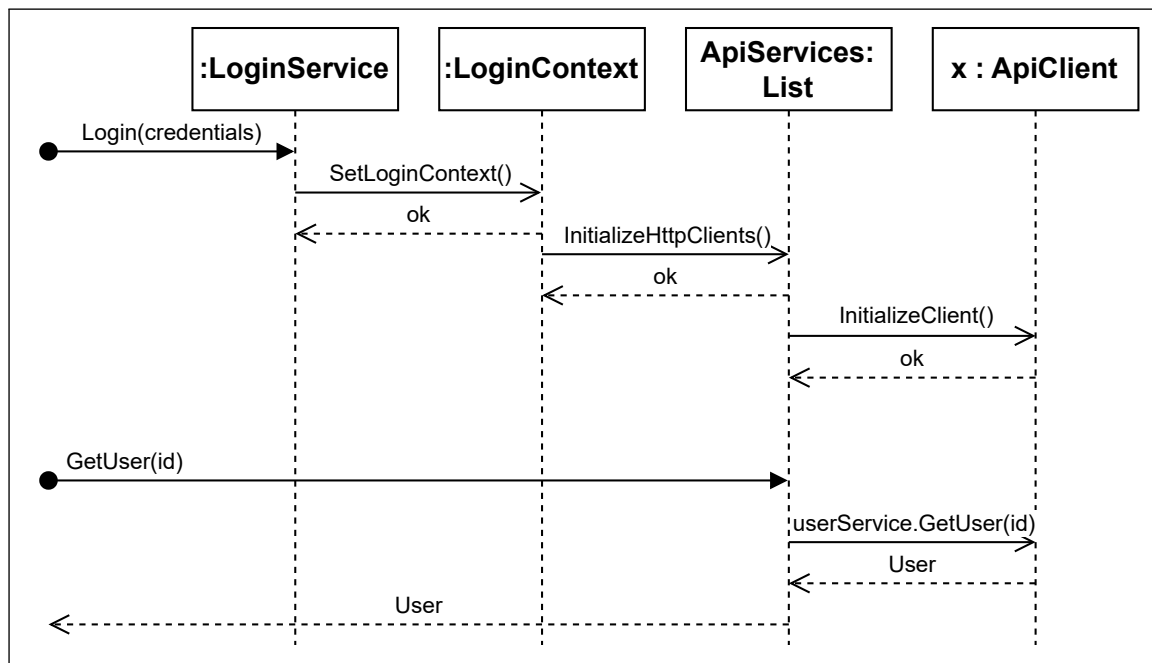 :LoginService
:LoginContext
ApiServices:
List
x : ApiClient
Login(credentials)
SetLoginContext()
ok
InitializeHttpClients()
ok
InitializeClient()
ok
GetUser(id)
userService.GetUser(id)
User
User